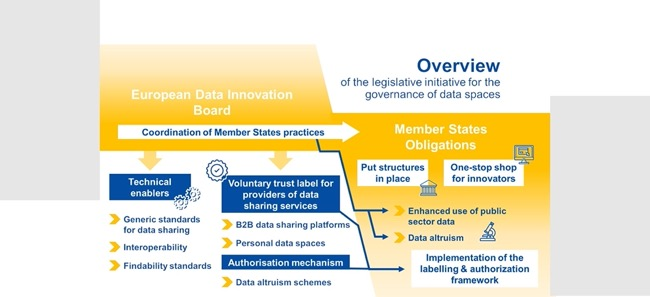 Overview
of the legislative initiative for the
governance of data spaces
European Data Innovation
Board
Coordination of Member States practices
Member States
Obligations
Put structures
in place
One-stop shop
for innovators
Technical
enablers
Generic standards
for data sharing
Interoperability
Findability standards
Voluntary trust label for
providers of data
sharing services
B2B data sharing platforms
Personal data spaces
Authorisation mechanism
Data altruism schemes
Enhanced use of public
sector data
Data altruism
Implementation of the
labelling & authorization
framework